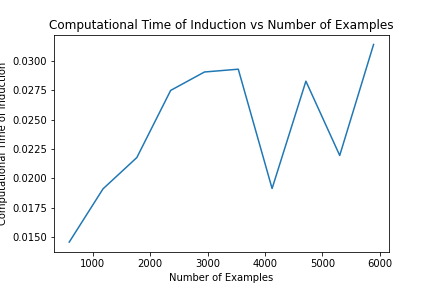 Computational Time of Induction vs Number of Examples
Computational Time of Induction
0.0300
0.0275
0.0250
0.0225
0.0200
0.0175
0.0150
1000 2000 3000 4000 5000 6000
Number of Examples